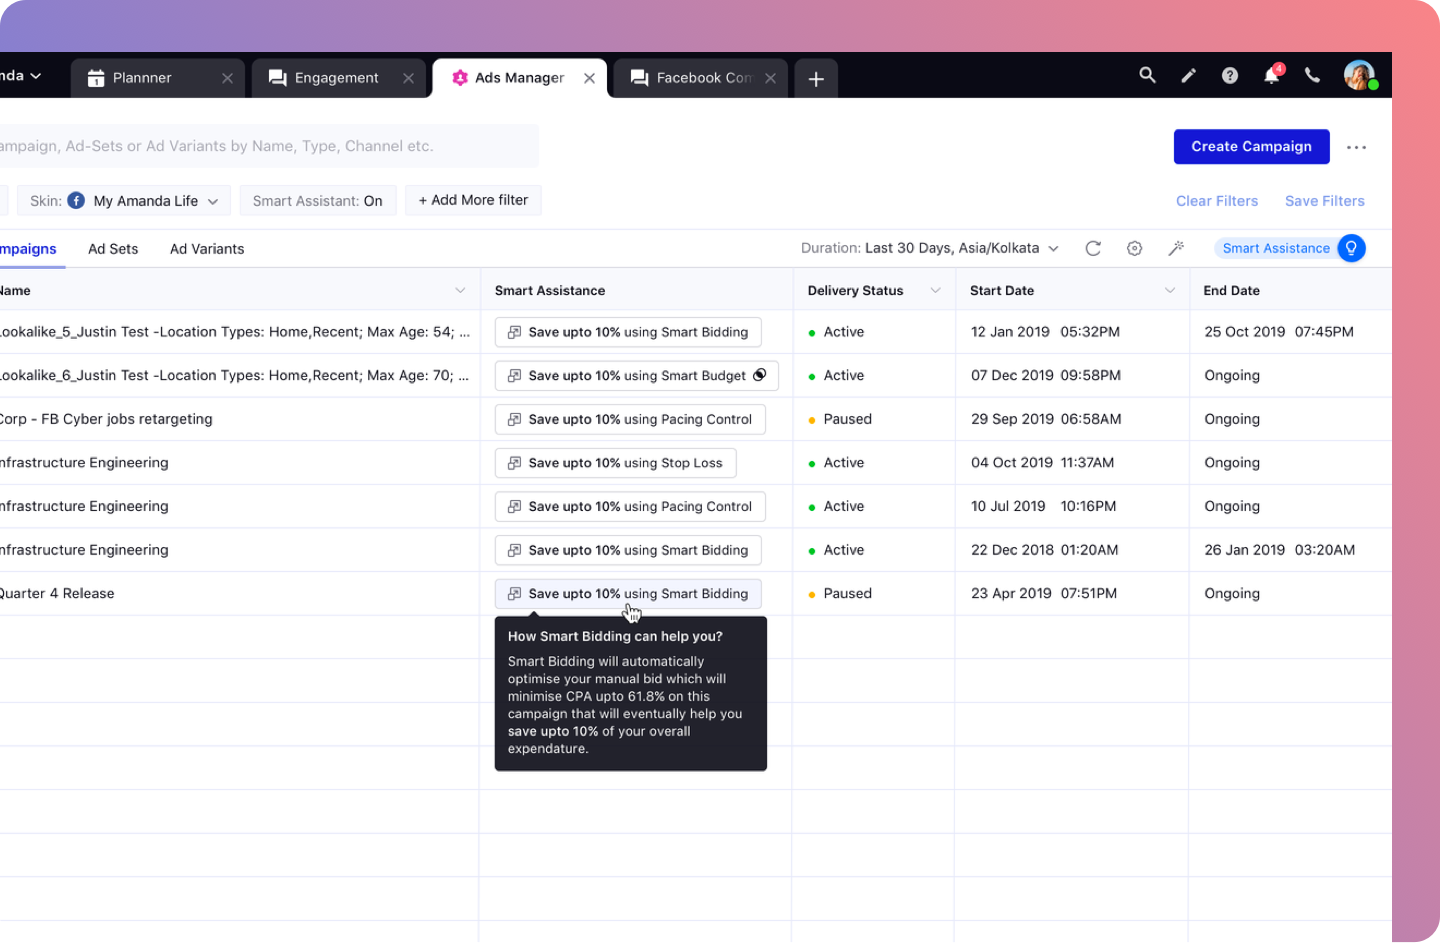 nda
Plannner
Engagement
Ads Manager
Facebook Con
4
ampaign, Ad-Sets or Ad Variants by Name, Type, Channel etc.
Create Campaign
Skin: My Amanda Life
Smart Assistant: On
+ Add More filter
Clear Filters
Save Filters
mpaigns
Ad Sets
Ad Variants
Duration: Last 30 Days, Asia/Kolkata
Smart Assistance
Name
Smart Assistance
Delivery Status
Start Date
End Date
Lookalike_5_Justin Test -Location Types: Home,Recent; Max Age: 54; ...
Save upto 10% using Smart Bidding
Active
12 Jan 2019 05:32PM
25 Oct 2019 07:45PM
Lookalike_6_Justin Test -Location Types: Home,Recent; Max Age: 70; ...
Save upto 10% using Smart Budget
Active
07 Dec 2019 09:58PM
Ongoing
Corp - FB Cyber jobs retargeting
Save upto 10% using Pacing Control
Paused
29 Sep 2019 06:58AM
Ongoing
nfrastructure Engineering
Save upto 10% using Stop Loss
Active
04 Oct 2019 11:37AM
Ongoing
nfrastructure Engineering
Save upto 10% using Pacing Control
Active
10 Jul 2019 10:16PM
Ongoing
nfrastructure Engineering
Save upto 10% using Smart Bidding
Active
22 Dec 2018 01:20AM
26 Jan 2019 03:20AM
Quarter 4 Release
Save upto 10% using Smart Bidding
Paused
23 Apr 2019 07:51PM
Ongoing
How Smart Bidding can help you?
Smart Bidding will automatically
optimise your manual bid which will
minimise CPA upto 61.8% on this
campaign that will eventually help you
save upto 10% of your overall
expendature.